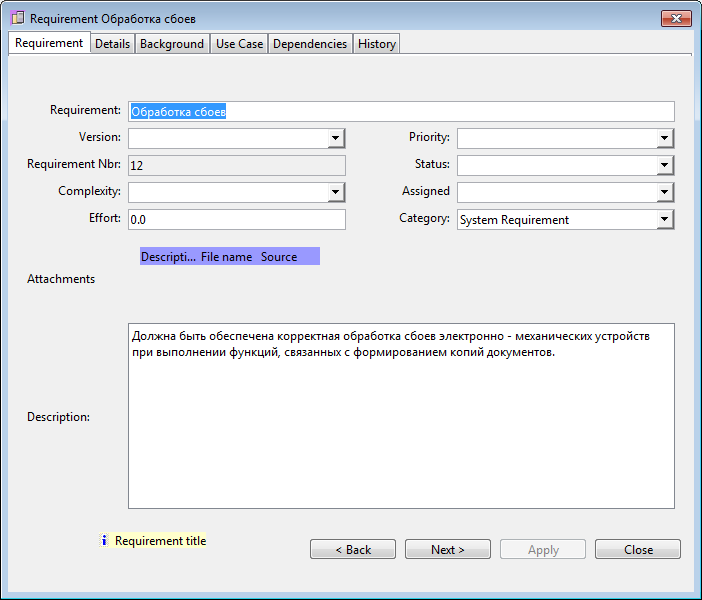 Requirement Обработка сбоев
Requirement Details Background Use Case Dependencies History
Requirement: Обработка сбоев
Version: Priority:
Requirement Nbr: 12 Status:
Complexity: Assigned
Effort: 0.0 Category: System Requirement
Descripti... File name Source
Attachments
Должна быть обеспечена корректная обработка сбоев электронно - механических устройств
при выполнении функций, связанных с формированием копий документов.
Description:
i Requirement title
< Back Next > Apply Close